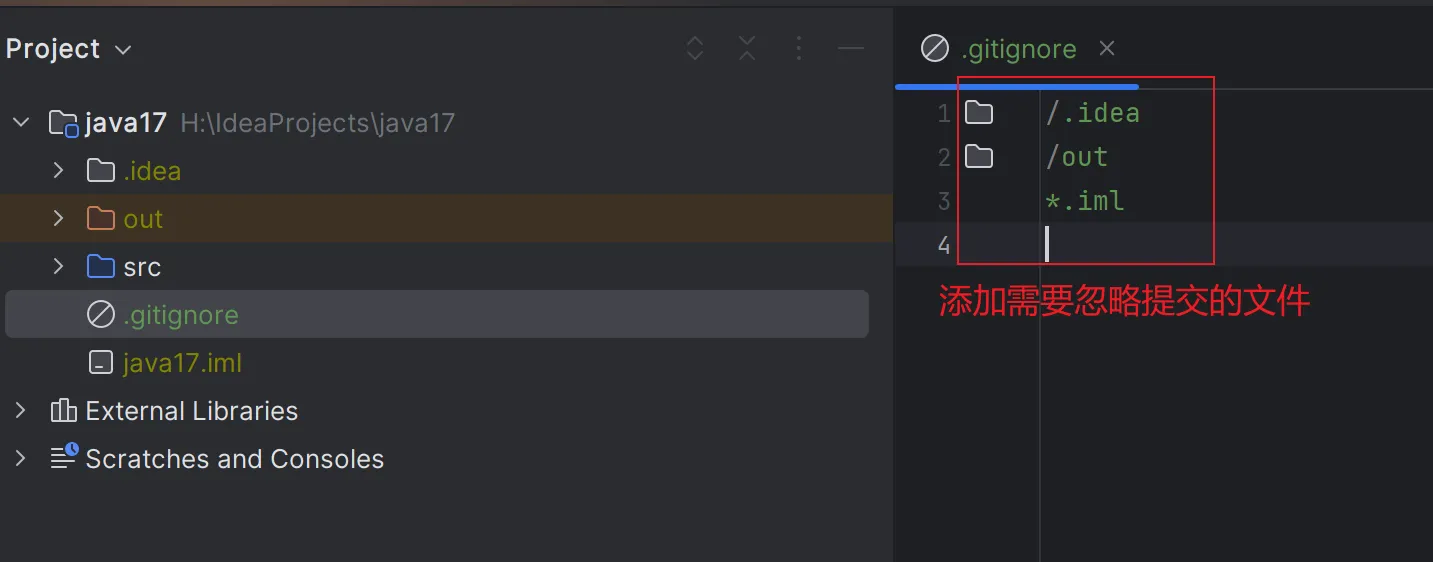 Project
java17 H:\IdeaProjects\java17
.idea
out
src
.gitignore
java17.iml
External Libraries
Scratches and Consoles
.gitignore
1 /.idea
2 /out
3 *.iml
4
添加需要忽略提交的文件